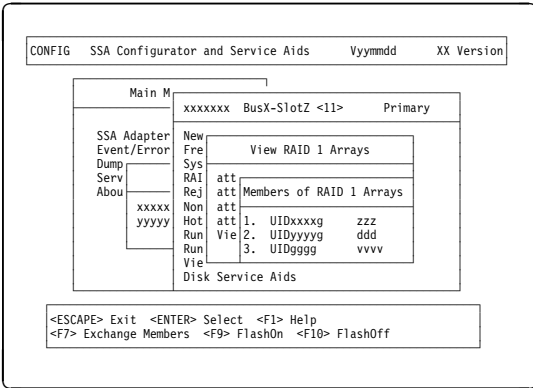 CONFIG SSA Configurator and Service Aids Vyymmdd XX Version
Main M
xxxxxxx BusX-SlotZ <11> Primary
SSA Adapter
Event/Error
Dump
Serv
Abou
xxxxx
yyyyy
New
Fre
Sys
RAI
Rej
Non
Hot
Run
Run
Vie
Disk Service Aids
View RAID 1 Arrays
att
att
att
att
Vie
Members of RAID 1 Arrays
1. UIDxxxxg zzz
2. UIDyyyyg ddd
3. UIDgggg vvvv
<ESCAPE> Exit <ENTER> Select <F1> Help
<F7> Exchange Members <F9> FlashOn <F10> FlashOff